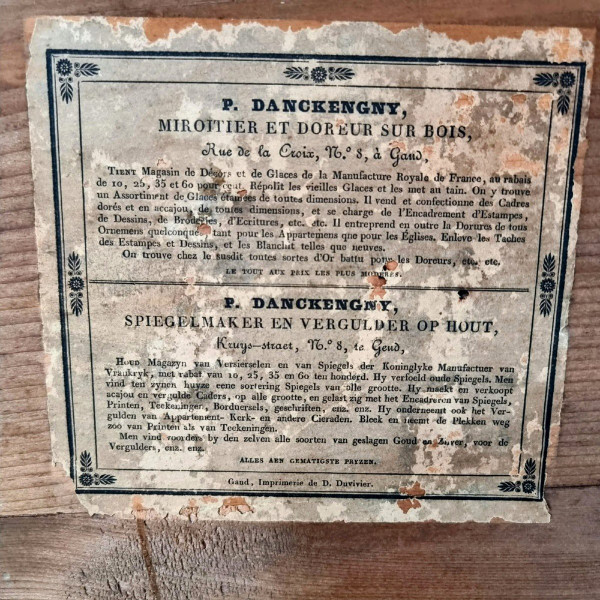 P. DANCKENGNY,
MIROITIER ET DOREUR SUR BOIS,
Rue de la Croix, N.º 8, à Gand,
TIENT Magasin de Décors et de Glaces de la Manufacture Royale de France, au rabais
de 10, 25, 35 et 60 pour cent. Répolit les vieilles Glaces et les met au tain. On y trouve
un Assortiment de Glaces étamées de toutes dimensions. Il vend et confectionne des Cadres
dorés et en accajou, de toutes dimensions, et se charge de l'Encadrement d'Estampes,
de Dessins, de Broderies, d'Ecritures, etc. etc. Il entreprend en outre la Dorures de tous
Ornemens quelconques, tant pour les Appartemens que pour les Églises. Enleve les Taches
des Estampes et Dessins, et les Blanchit telles que neuves.
On trouve chez le susdit toutes sortes d'Or battu pour les Doreurs, etc. etc.
LE TOUT AUX PRIX LES PLUS MODÉRÉS.
P. DANCKENGNY,
SPIEGELMAKER EN VERGULDER OP HOUT,
Kruys-straet, N.º 8, te Gend,
HOUD Magazyn van Versierselen en van Spiegels der Koninglyke Manufactuer van
Vraukryk, met rabat van 10, 25, 35 en 60 ten honderd. Hy verfoeld oude Spiegels. Men
vind ten zynen huyze eene sortering Spiegels van alle grootte. Hy maekt en verkoopt
acajou en vergulde Caders, op alle grootte, en gelast zig met het Encadreren van Spiegels,
Printen, Teekeningen, Borduersels, geschriften, enz. enz. Hy onderneemt ook het Ver-
gulden van Appartement- Kerk- en andere Cieraden. Bleek en neemt de Plekken weg
zoo van Printen als van Teekeningen.
Men vind voorders by den zelven alle soorten van geslagen Goud en Zilver, voor de
Vergulders, enz. enz.
ALLES AEN GEMATIGSTE PRYZEN.
Gand, Imprimerie de D. Duvivier.